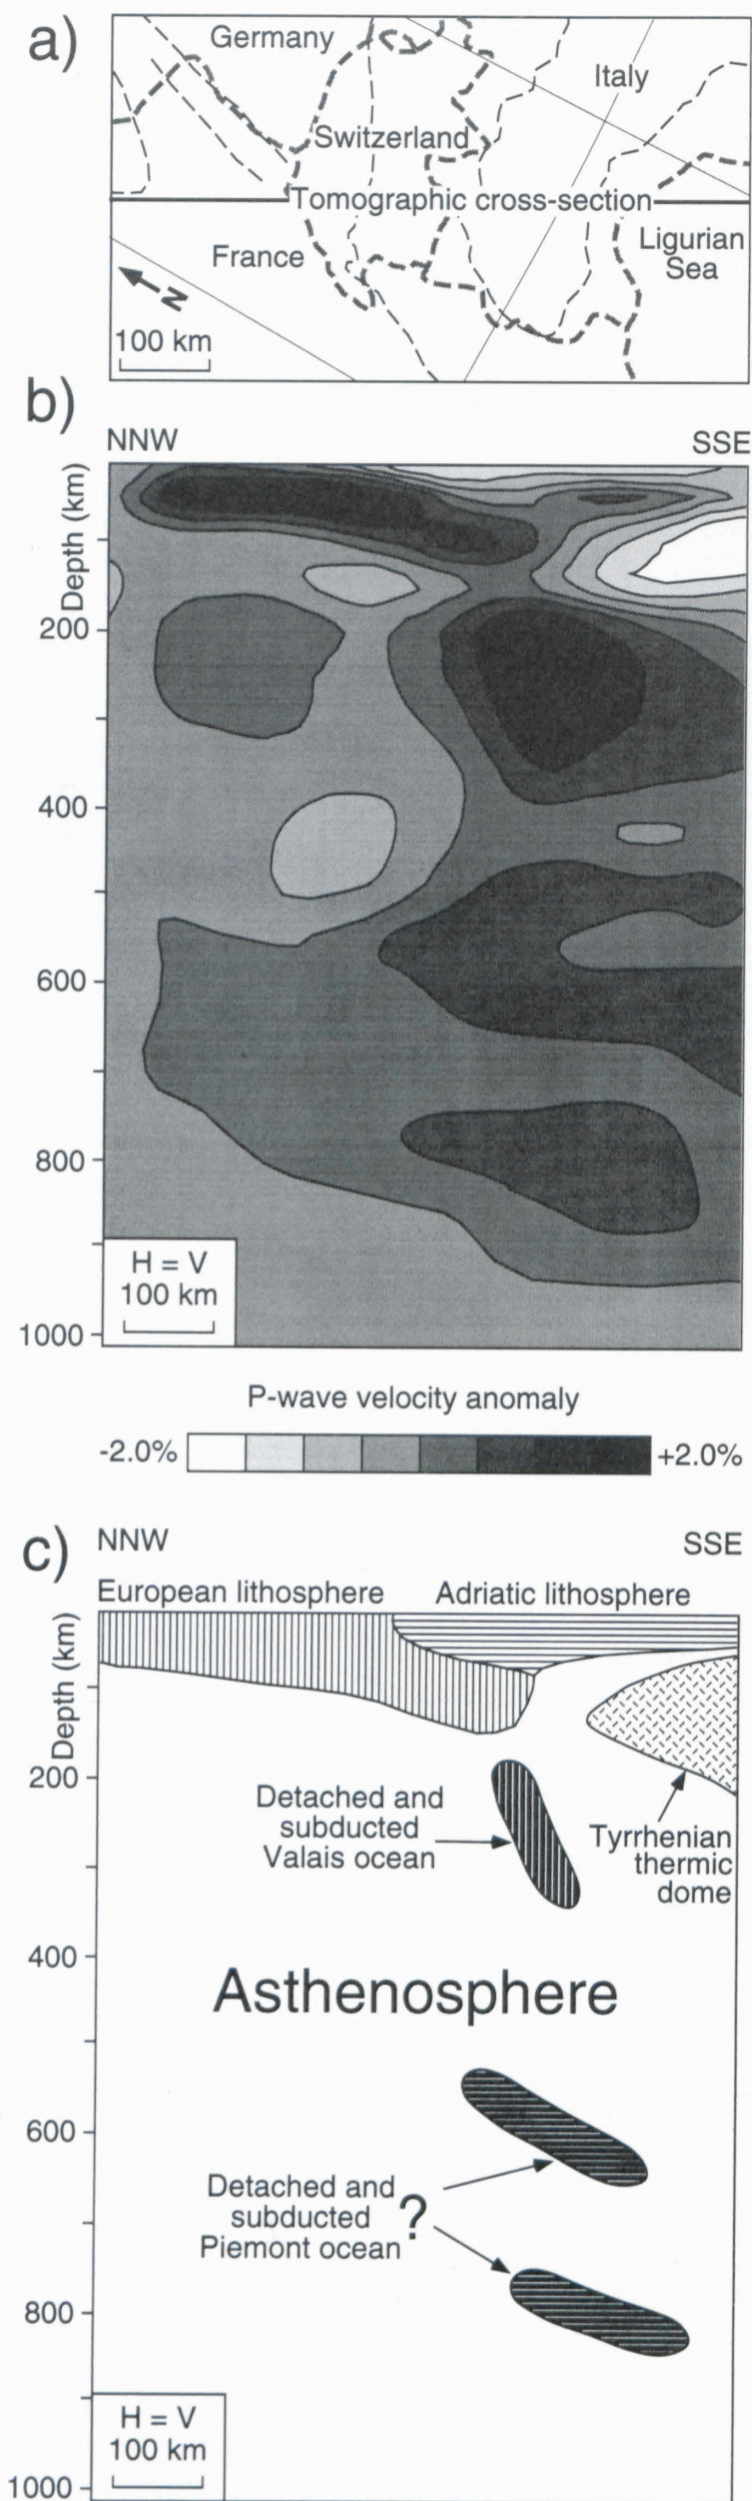 a)
Germany
Italy
Switzerland
Tomographic cross-section
France
Ligurian
Sea
N
100 km
b)
NNW
SSE
Depth (km)
200
400
600
800
1000
H = V
100 km
P-wave velocity anomaly
-2.0%
+2.0%
c)
NNW
SSE
European lithosphere
Adriatic lithosphere
Depth (km)
200
400
600
800
1000
Detached and
subducted
Valais ocean
Tyrrhenian
thermic
dome
Asthenosphere
Detached and
subducted
Piemont ocean
?
H = V
100 km